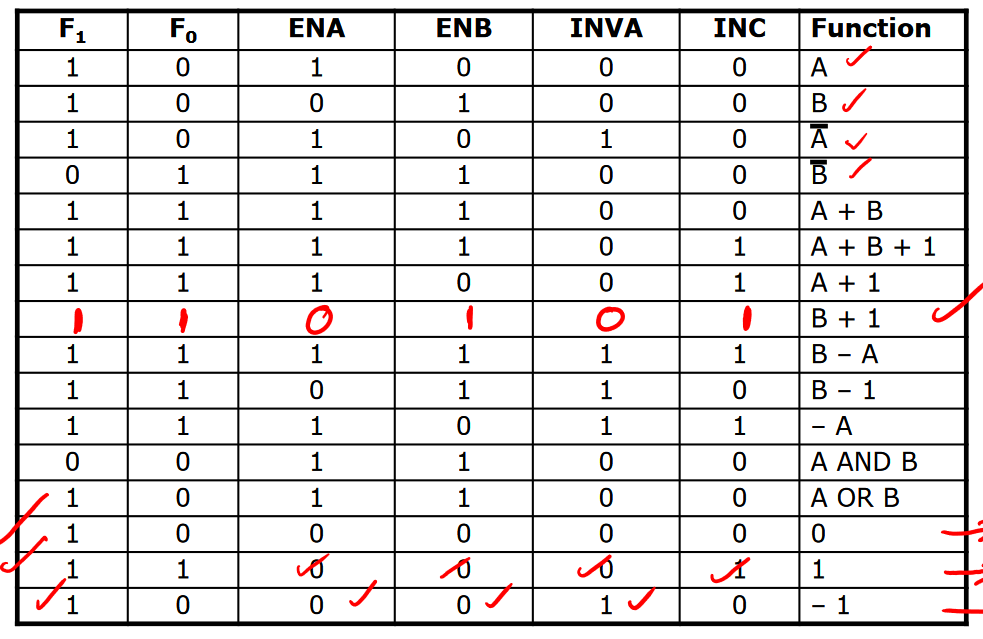 F₁ F₀ ENA ENB INVA INC Function
1 0 1 0 0 0 A
1 0 0 1 0 0 B
1 0 1 0 1 0 A̅
0 1 1 1 0 0 B̅
1 1 1 1 0 0 A + B
1 1 1 1 0 1 A + B + 1
1 1 1 0 0 1 A + 1
1 1 0 1 0 1 B + 1
1 1 1 1 1 1 B – A
1 1 0 1 1 0 B – 1
1 1 1 0 1 1 – A
0 0 1 1 0 0 A AND B
1 0 1 1 0 0 A OR B
1 0 0 0 0 0 0
1 1 0 0 0 1 1
1 0 0 0 1 0 – 1